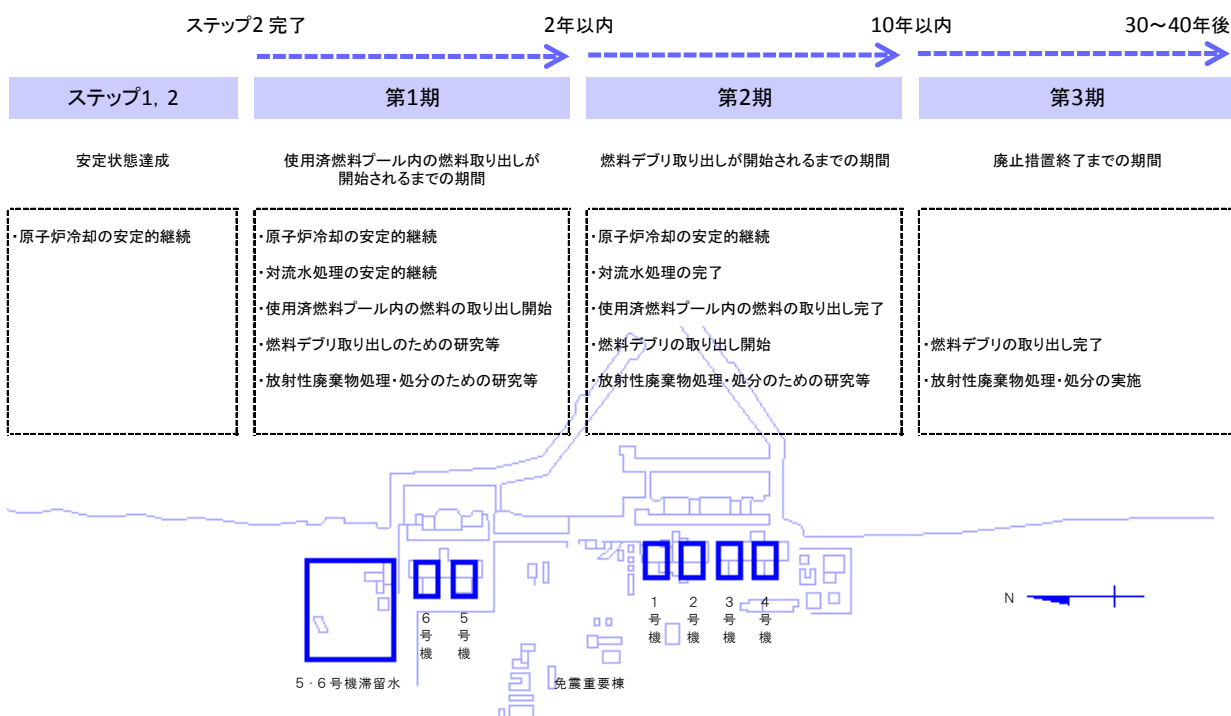 ステップ2 完了
2年以内
10年以内
30～40年後
ステップ1, 2
第1期
第2期
第3期
安定状態達成
使用済燃料プール内の燃料取り出しが
開始されるまでの期間
燃料デブリ取り出しが開始されるまでの期間
廃止措置終了までの期間
・原子炉冷却の安定的継続
・原子炉冷却の安定的継続
・対流水処理の安定的継続
・使用済燃料プール内の燃料の取り出し開始
・燃料デブリ取り出しのための研究等
・放射性廃棄物処理・処分のための研究等
・原子炉冷却の安定的継続
・対流水処理の完了
・使用済燃料プール内の燃料の取り出し完了
・燃料デブリの取り出し開始
・放射性廃棄物処理・処分のための研究等
・燃料デブリの取り出し完了
・放射性廃棄物処理・処分の実施
6号機
5号機
1号機
2号機
3号機
4号機
N
5・6号機滞留水
免震重要棟